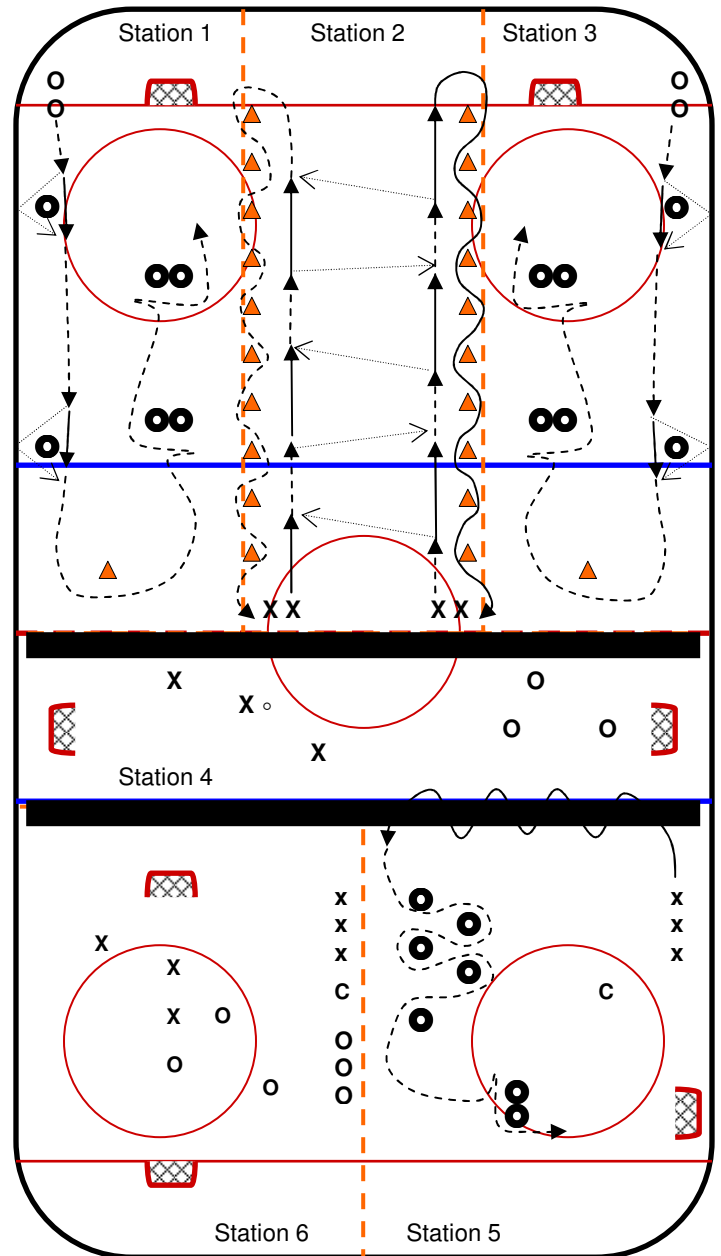 Station 1 Station 2 Station 3
O O
O O
X X X X
X O
X
O O
X
Station 4
x x
x x
X
x x
X
C C
X O
O
O O
O O
Station 6 Station 5